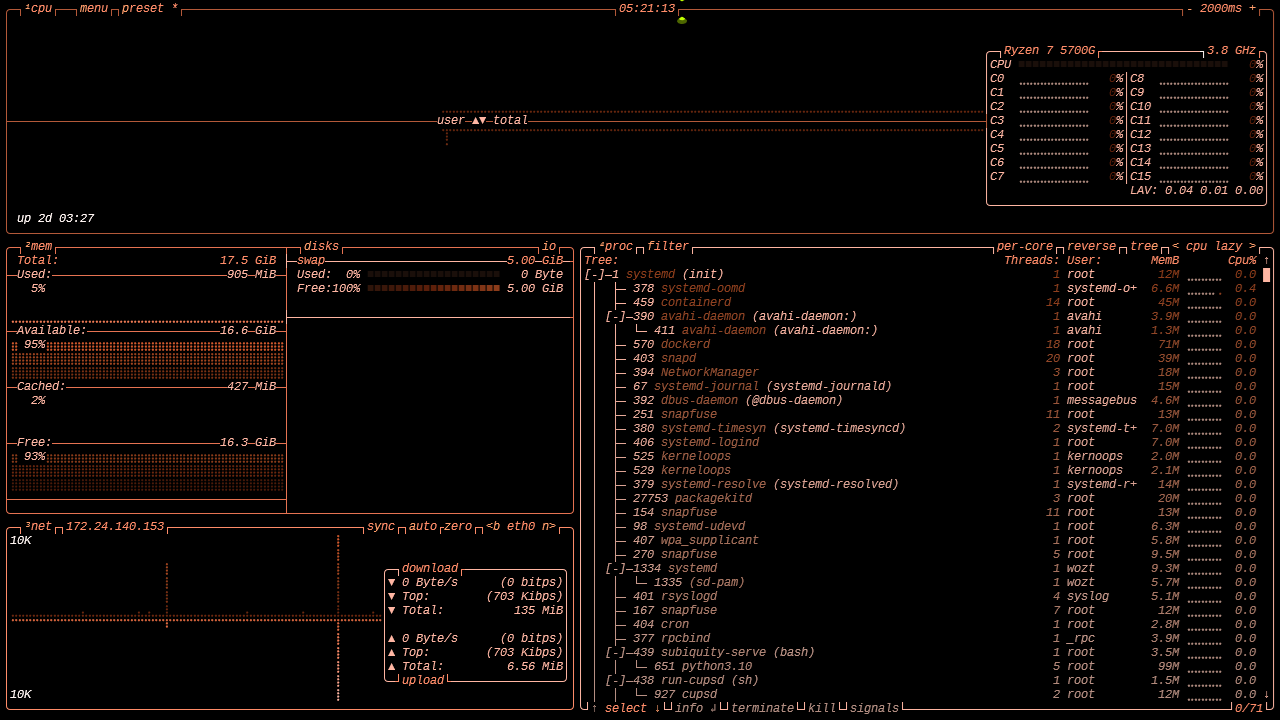 ¹cpu menu preset * 05:21:13 - 2000ms +
Ryzen 7 5700G 3.8 GHz
CPU 0%
C0 0% C8 0%
C1 0% C9 0%
C2 0% C10 0%
C3 0% C11 0%
C4 0% C12 0%
C5 0% C13 0%
C6 0% C14 0%
C7 0% C15 0%
LAV: 0.04 0.01 0.00
user ▲▼ total
up 2d 03:27
²mem
Total: 17.5 GiB
Used: 905 MiB
5%
Available: 16.6 GiB
95%
Cached: 427 MiB
2%
Free: 16.3 GiB
93%
disks io
swap 5.00 GiB
Used: 0% 0 Byte
Free:100% 5.00 GiB
³net 172.24.140.153 sync auto zero <b eth0 n>
10K
download
▼ 0 Byte/s (0 bitps)
▼ Top: (703 Kibps)
▼ Total: 135 MiB
▲ 0 Byte/s (0 bitps)
▲ Top: (703 Kibps)
▲ Total: 6.56 MiB
upload
10K
⁴proc filter per-core reverse tree < cpu lazy >
Tree: Threads: User: MemB Cpu% ↑
[-]─1 systemd (init) 1 root 12M 0.0
├─ 378 systemd-oomd 1 systemd-o+ 6.6M 0.4
├─ 459 containerd 14 root 45M 0.0
[-]─390 avahi-daemon (avahi-daemon:) 1 avahi 3.9M 0.0
└─ 411 avahi-daemon (avahi-daemon:) 1 avahi 1.3M 0.0
├─ 570 dockerd 18 root 71M 0.0
├─ 403 snapd 20 root 39M 0.0
├─ 394 NetworkManager 3 root 18M 0.0
├─ 67 systemd-journal (systemd-journald) 1 root 15M 0.0
├─ 392 dbus-daemon (@dbus-daemon) 1 messagebus 4.6M 0.0
├─ 251 snapfuse 11 root 13M 0.0
├─ 380 systemd-timesyn (systemd-timesyncd) 2 systemd-t+ 7.0M 0.0
├─ 406 systemd-logind 1 root 7.0M 0.0
├─ 525 kerneloops 1 kernoops 2.0M 0.0
├─ 529 kerneloops 1 kernoops 2.1M 0.0
├─ 379 systemd-resolve (systemd-resolved) 1 systemd-r+ 14M 0.0
├─ 27753 packagekitd 3 root 20M 0.0
├─ 154 snapfuse 11 root 13M 0.0
├─ 98 systemd-udevd 1 root 6.3M 0.0
├─ 407 wpa_supplicant 1 root 5.8M 0.0
├─ 270 snapfuse 5 root 9.5M 0.0
[-]─1334 systemd 1 wozt 9.3M 0.0
└─ 1335 (sd-pam) 1 wozt 5.7M 0.0
├─ 401 rsyslogd 4 syslog 5.1M 0.0
├─ 167 snapfuse 7 root 12M 0.0
├─ 404 cron 1 root 2.8M 0.0
├─ 377 rpcbind 1 _rpc 3.9M 0.0
[-]─439 subiquity-serve (bash) 1 root 3.5M 0.0
└─ 651 python3.10 5 root 99M 0.0
[-]─438 run-cupsd (sh) 1 root 1.5M 0.0
└─ 927 cupsd 2 root 12M 0.0 ↓
↑ select ↓ info ↲ terminate kill signals 0/71